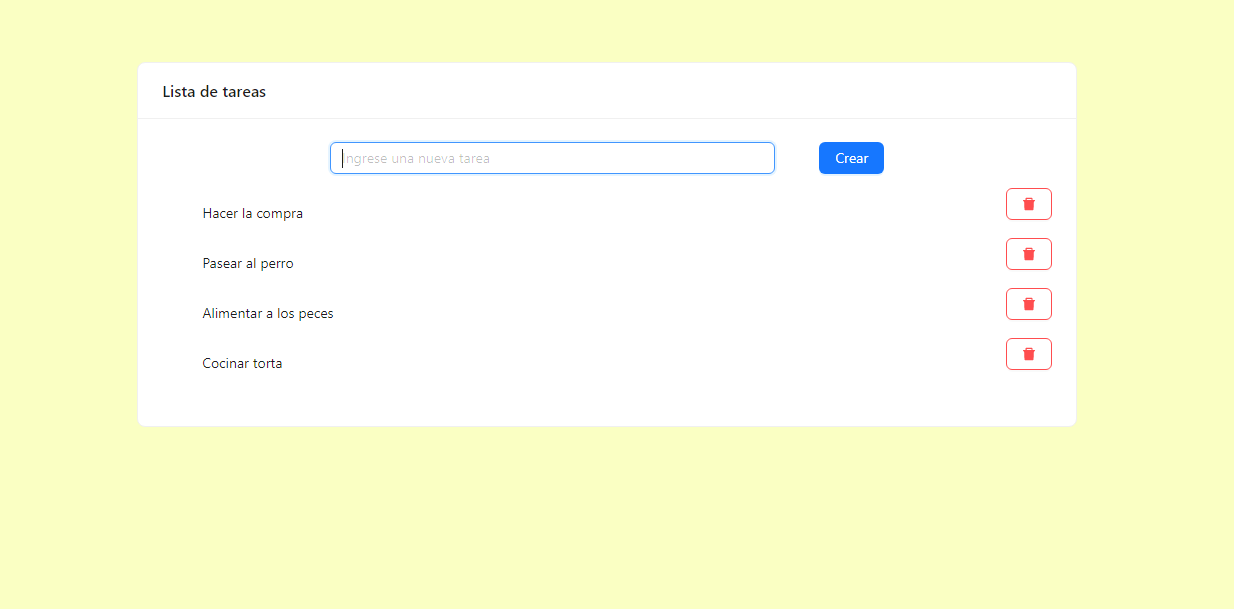 Lista de tareas
Ingrese una nueva tarea
Crear
Hacer la compra
Pasear al perro
Alimentar a los peces
Cocinar torta